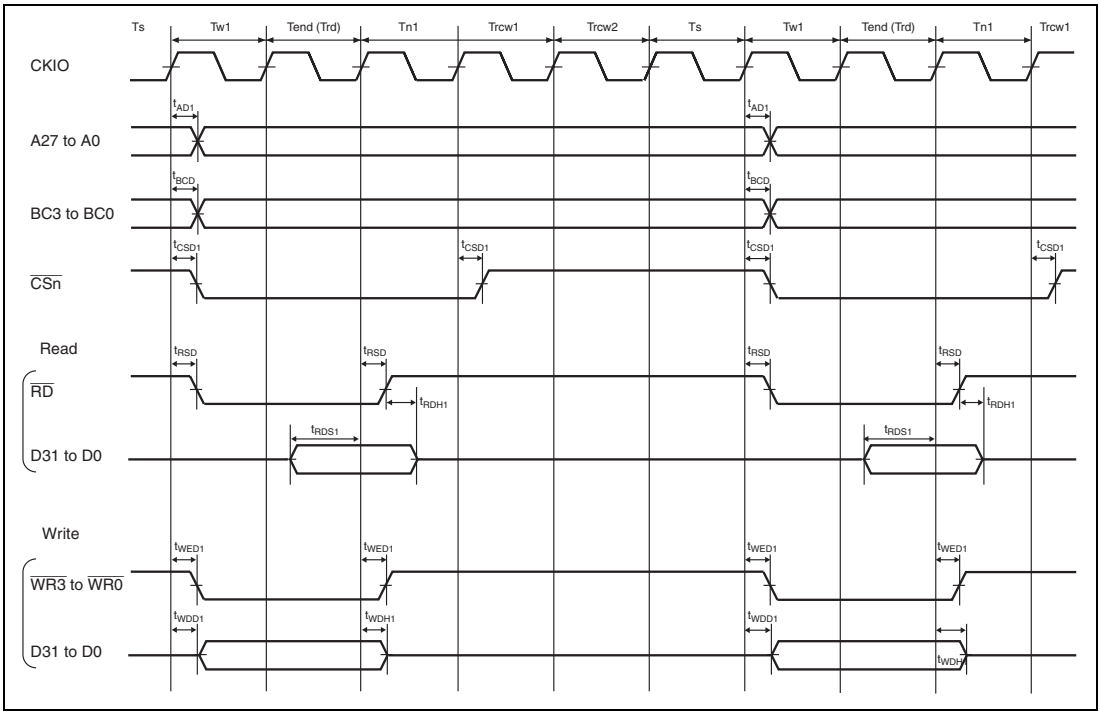 Ts Tw1 Tend (Trd) Tn1 Trcw1 Trcw2 Ts Tw1 Tend (Trd) Tn1 Trcw1
CKIO
tAD1 tAD1
A27 to A0
tBCD tBCD
BC3 to BC0
tCSD1 tCSD1 tCSD1 tCSD1
CSn
Read
tRSD tRSD tRSD tRSD
RD
tRDH1 tRDH1
tRDS1 tRDS1
D31 to D0
Write
tWED1 tWED1 tWED1 tWED1
WR3 to WR0
tWDD1 tWDH1 tWDD1
D31 to D0
tWDH1